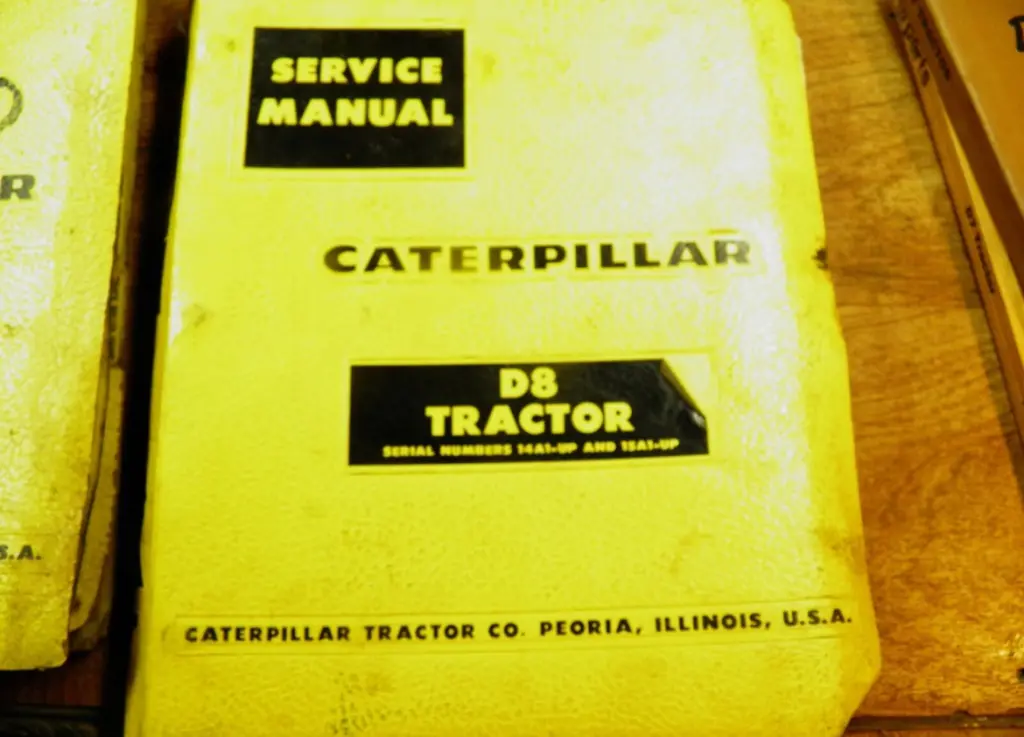 SERVICE
MANUAL
CATERPILLAR
D8
TRACTOR
SERIAL NUMBERS 14A1-UP AND 15A1-UP
CATERPILLAR TRACTOR CO. PEORIA, ILLINOIS, U.S.A.
R
S.A.